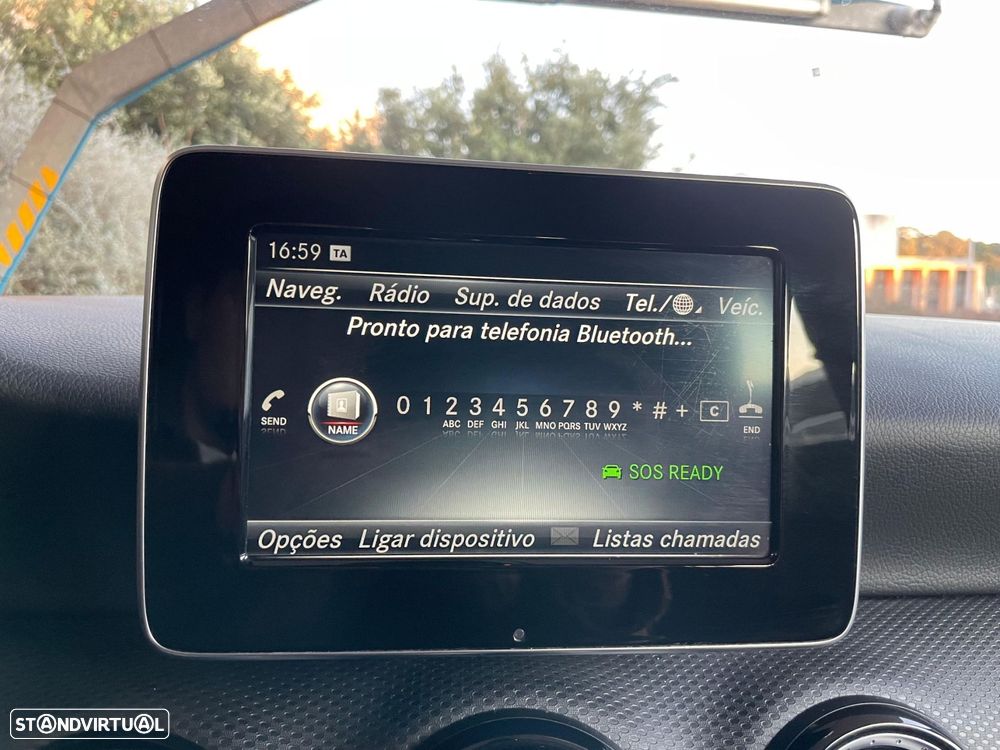 16:59 TA
Naveg. Rádio Sup. de dados Tel./ Veíc.
Pronto para telefonia Bluetooth...
SEND NAME 0 1 2 3 4 5 6 7 8 9 * # + C END
ABC DEF GHI JKL MNO PQRS TUV WXYZ
SOS READY
Opções Ligar dispositivo Listas chamadas
STANDVIRTUAL